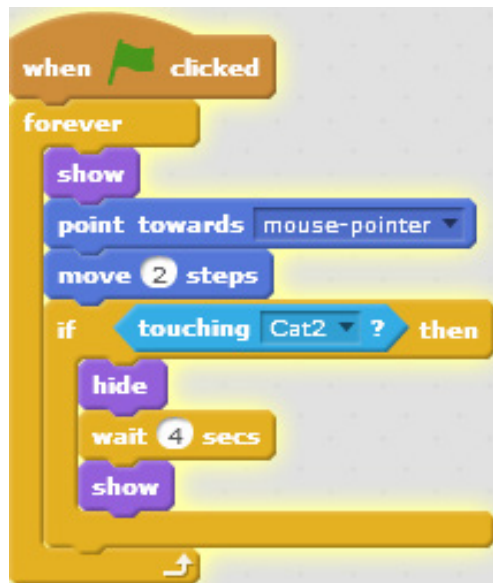 when clicked
forever
show
point towards mouse-pointer
move 2 steps
if touching Cat2 ? then
hide
wait 4 secs
show